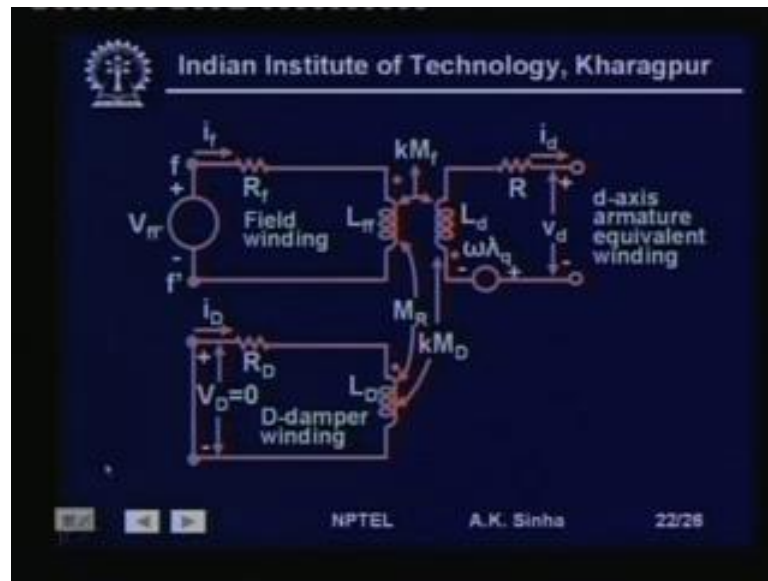 Indian Institute of Technology, Kharagpur
i_f
kM_f
i_d
f
+
R_f
R
+
V_ff'
Field
winding
L_ff
L_d
v_d
d-axis
armature
equivalent
winding
ωλ_q
-
- +
-
f'
i_D
M_R
kM_D
+
R_D
V_D=0
L_D
D-damper
winding
-
NPTEL
A.K. Sinha
22/26